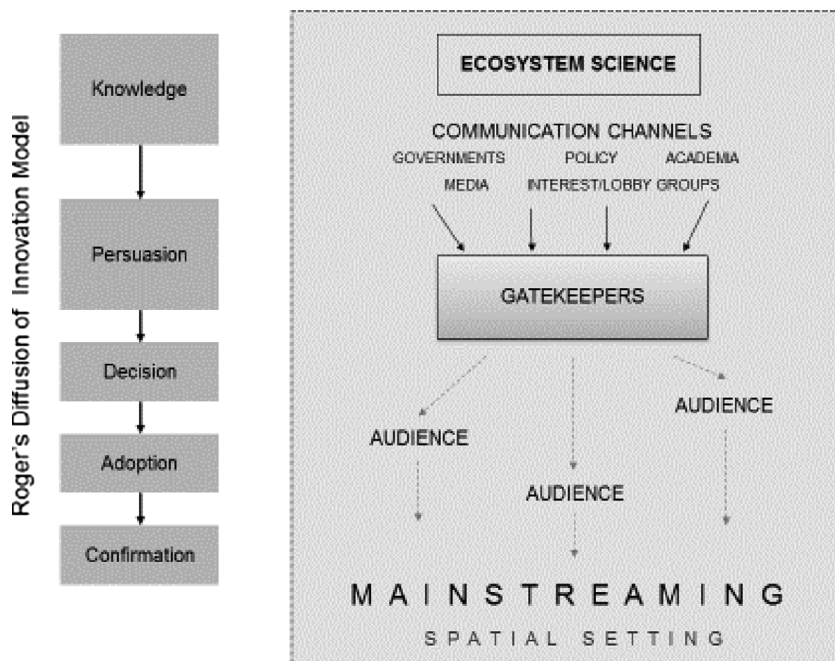 Roger's Diffusion of Innovation Model
Knowledge
Persuasion
Decision
Adoption
Confirmation
ECOSYSTEM SCIENCE
COMMUNICATION CHANNELS
GOVERNMENTS POLICY ACADEMIA
MEDIA INTEREST/LOBBY GROUPS
GATEKEEPERS
AUDIENCE
AUDIENCE
AUDIENCE
MAINSTREAMING
SPATIAL SETTING